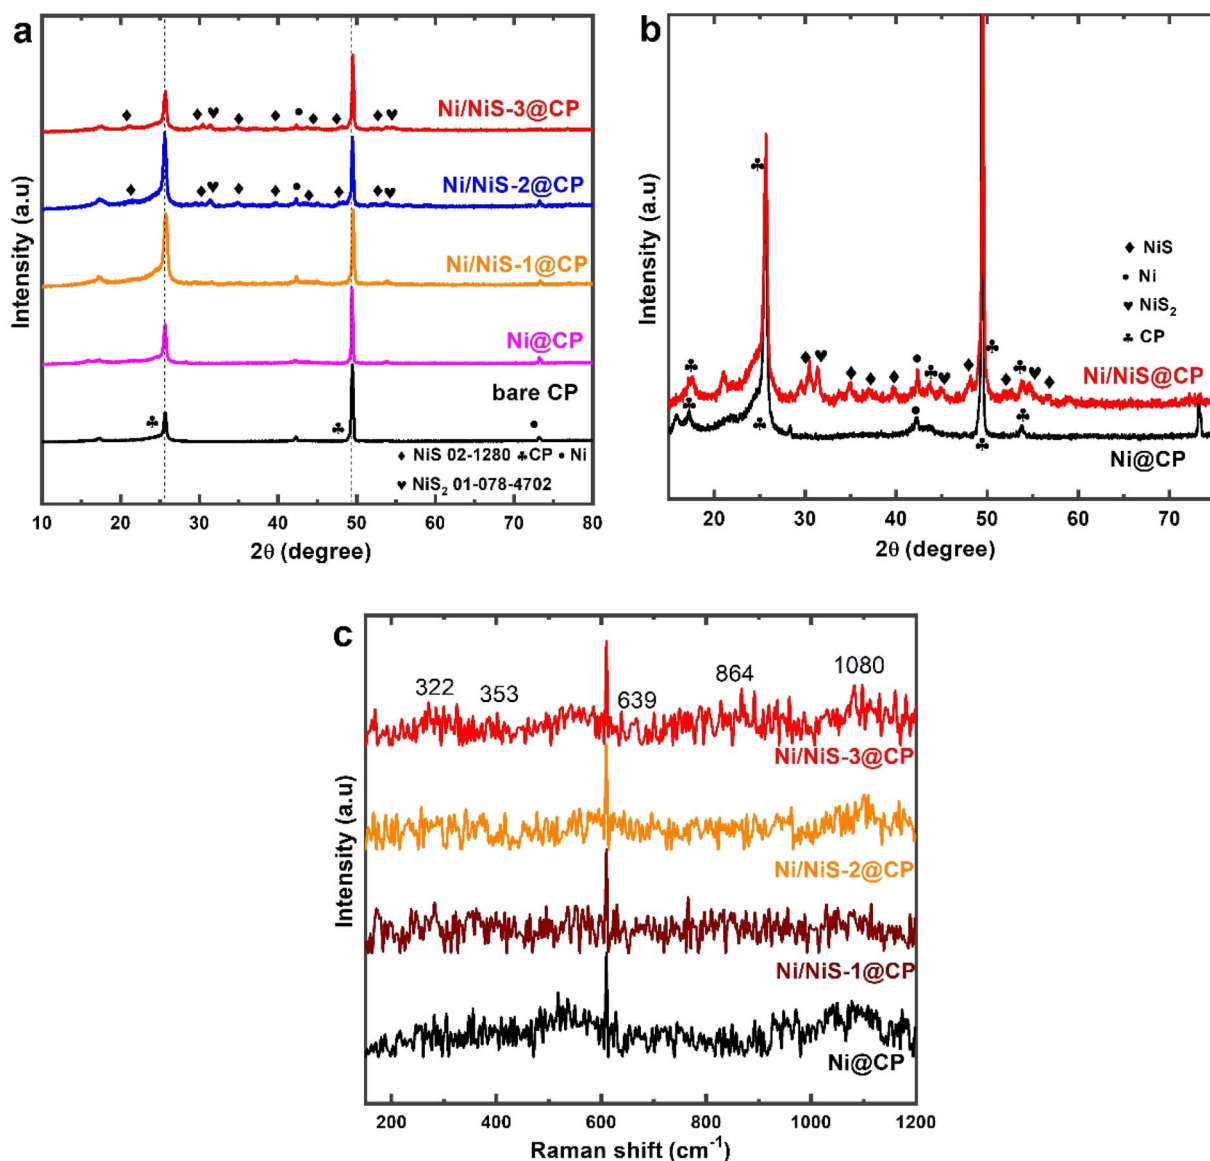 a
Intensity (a.u)
Ni/NiS-3@CP
Ni/NiS-2@CP
Ni/NiS-1@CP
Ni@CP
bare CP
♦ NiS 02-1280 ♣CP • Ni
♥ NiS₂ 01-078-4702
10 20 30 40 50 60 70 80
2θ (degree)
b
Intensity (a.u)
♦ NiS
• Ni
♥ NiS₂
♣ CP
Ni/NiS@CP
Ni@CP
20 30 40 50 60 70
2θ (degree)
c
Intensity (a.u)
322 353 639 864 1080
Ni/NiS-3@CP
Ni/NiS-2@CP
Ni/NiS-1@CP
Ni@CP
200 400 600 800 1000 1200
Raman shift (cm⁻¹)